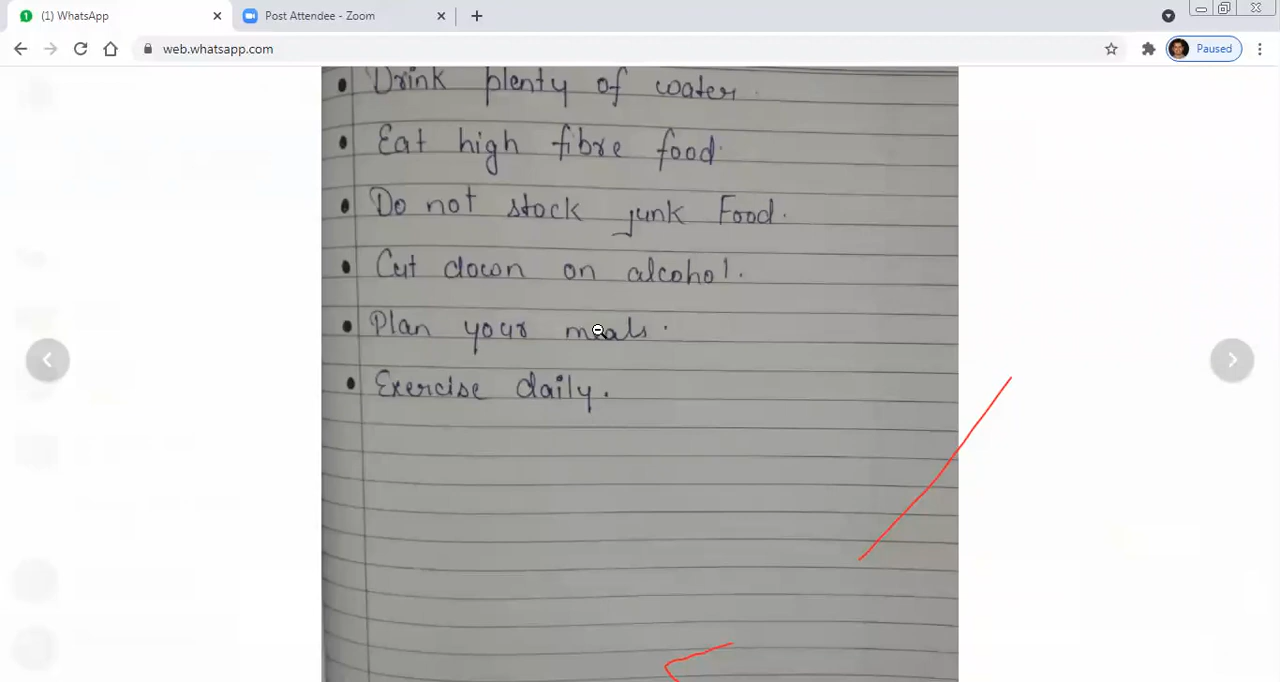 (1) WhatsApp
Post Attendee - Zoom
web.whatsapp.com
Paused
Drink plenty of water.
Eat high fibre food.
Do not stock junk Food.
Cut down on alcohol.
Plan your meals.
Exercise daily.